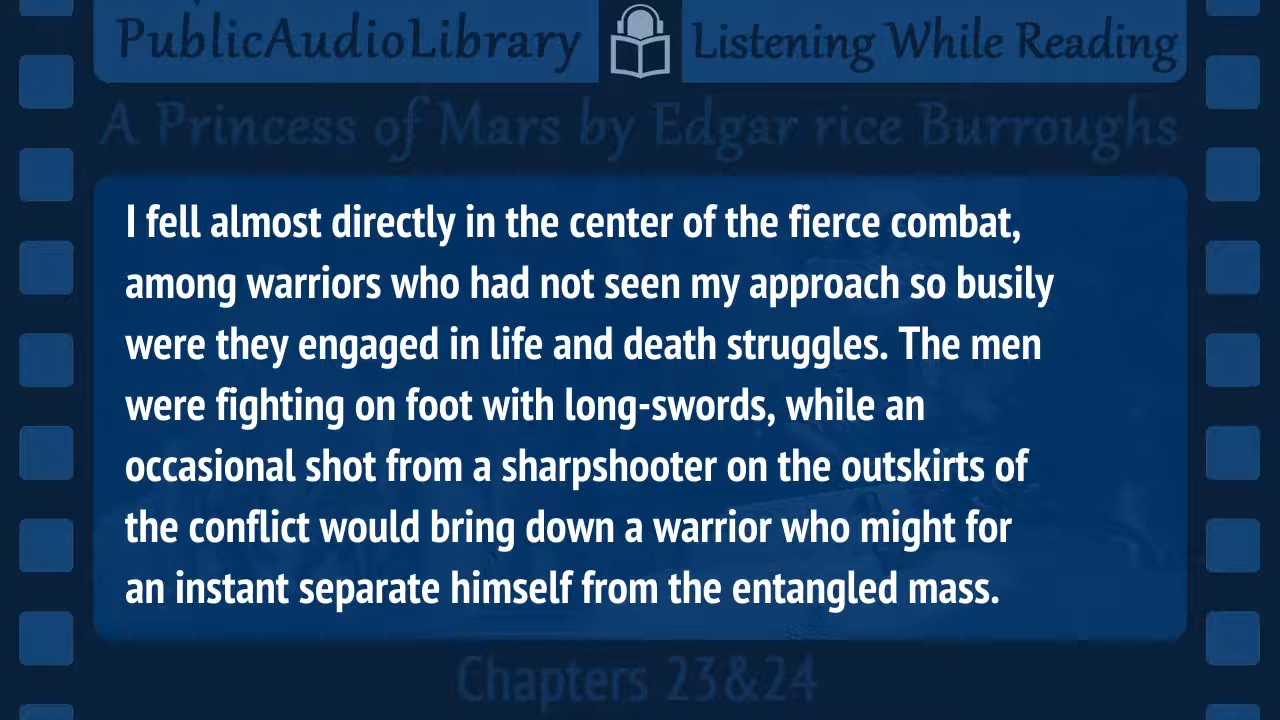 PublicAudioLibrary Listening While Reading
A Princess of Mars by Edgar rice Burroughs
I fell almost directly in the center of the fierce combat,
among warriors who had not seen my approach so busily
were they engaged in life and death struggles. The men
were fighting on foot with long-swords, while an
occasional shot from a sharpshooter on the outskirts of
the conflict would bring down a warrior who might for
an instant separate himself from the entangled mass.
Chapters 23&24